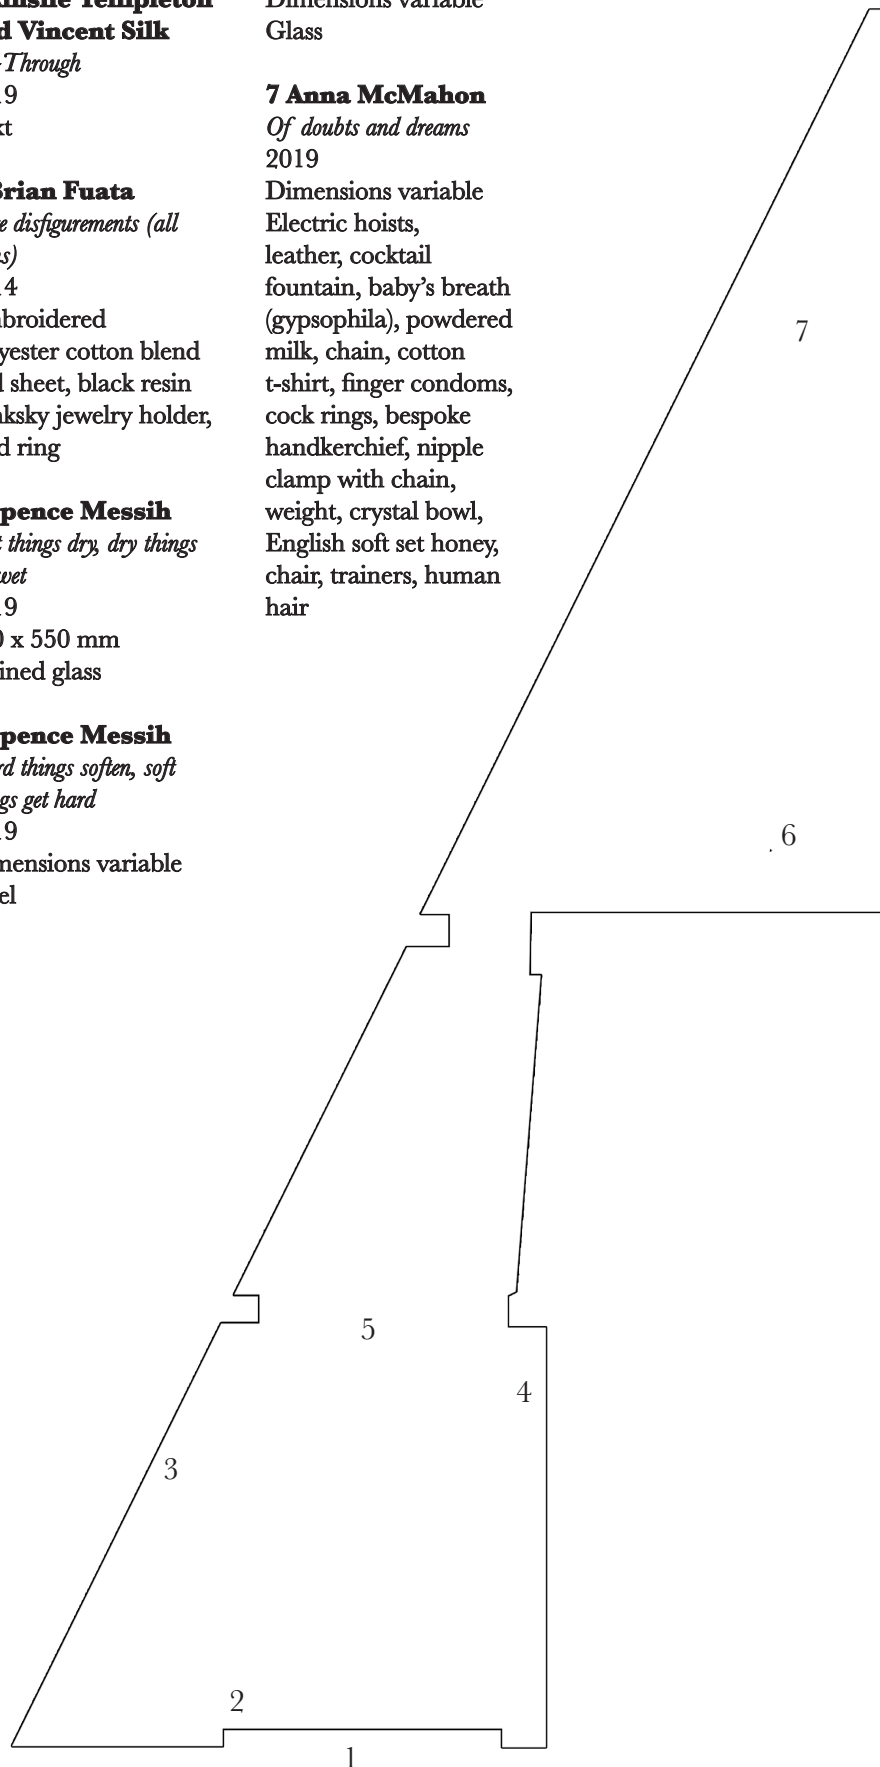 d Vincent Silk
-Through
19
xt
Brian Fuata
e disfigurements (all
s)
14
broidered
yester cotton blend
d sheet, black resin
ksky jewelry holder,
d ring
pence Messih
t things dry, dry things
wet
19
0 x 550 mm
ined glass
pence Messih
rd things soften, soft
gs get hard
19
mensions variable
el
Dimensions variable
Glass
7 Anna McMahon
Of doubts and dreams
2019
Dimensions variable
Electric hoists,
leather, cocktail
fountain, baby's breath
(gypsophila), powdered
milk, chain, cotton
t-shirt, finger condoms,
cock rings, bespoke
handkerchief, nipple
clamp with chain,
weight, crystal bowl,
English soft set honey,
chair, trainers, human
hair
7
6
5
4
3
2
1